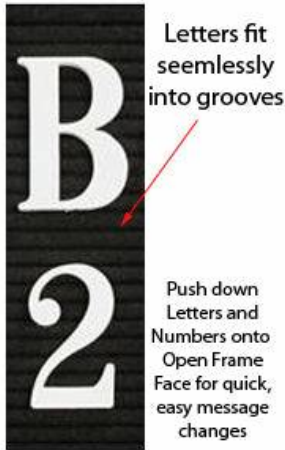 B
2
Letters fit
seemlessly
into grooves
Push down
Letters and
Numbers onto
Open Frame
Face for quick,
easy message
changes